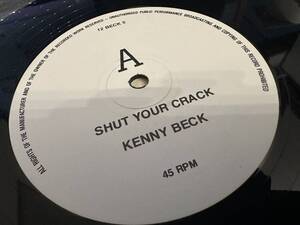 ALL RIGHTS OF THE MANUFACTURER AND OF THE OWNER OF THE RECORDED WORK RESERVED - UNAUTHORISED PUBLIC PERFORMANCE BROADCASTING AND COPYING OF THIS RECORD PROHIBITED
12 BECK 5
A
SHUT YOUR CRACK
KENNY BECK
45 RPM